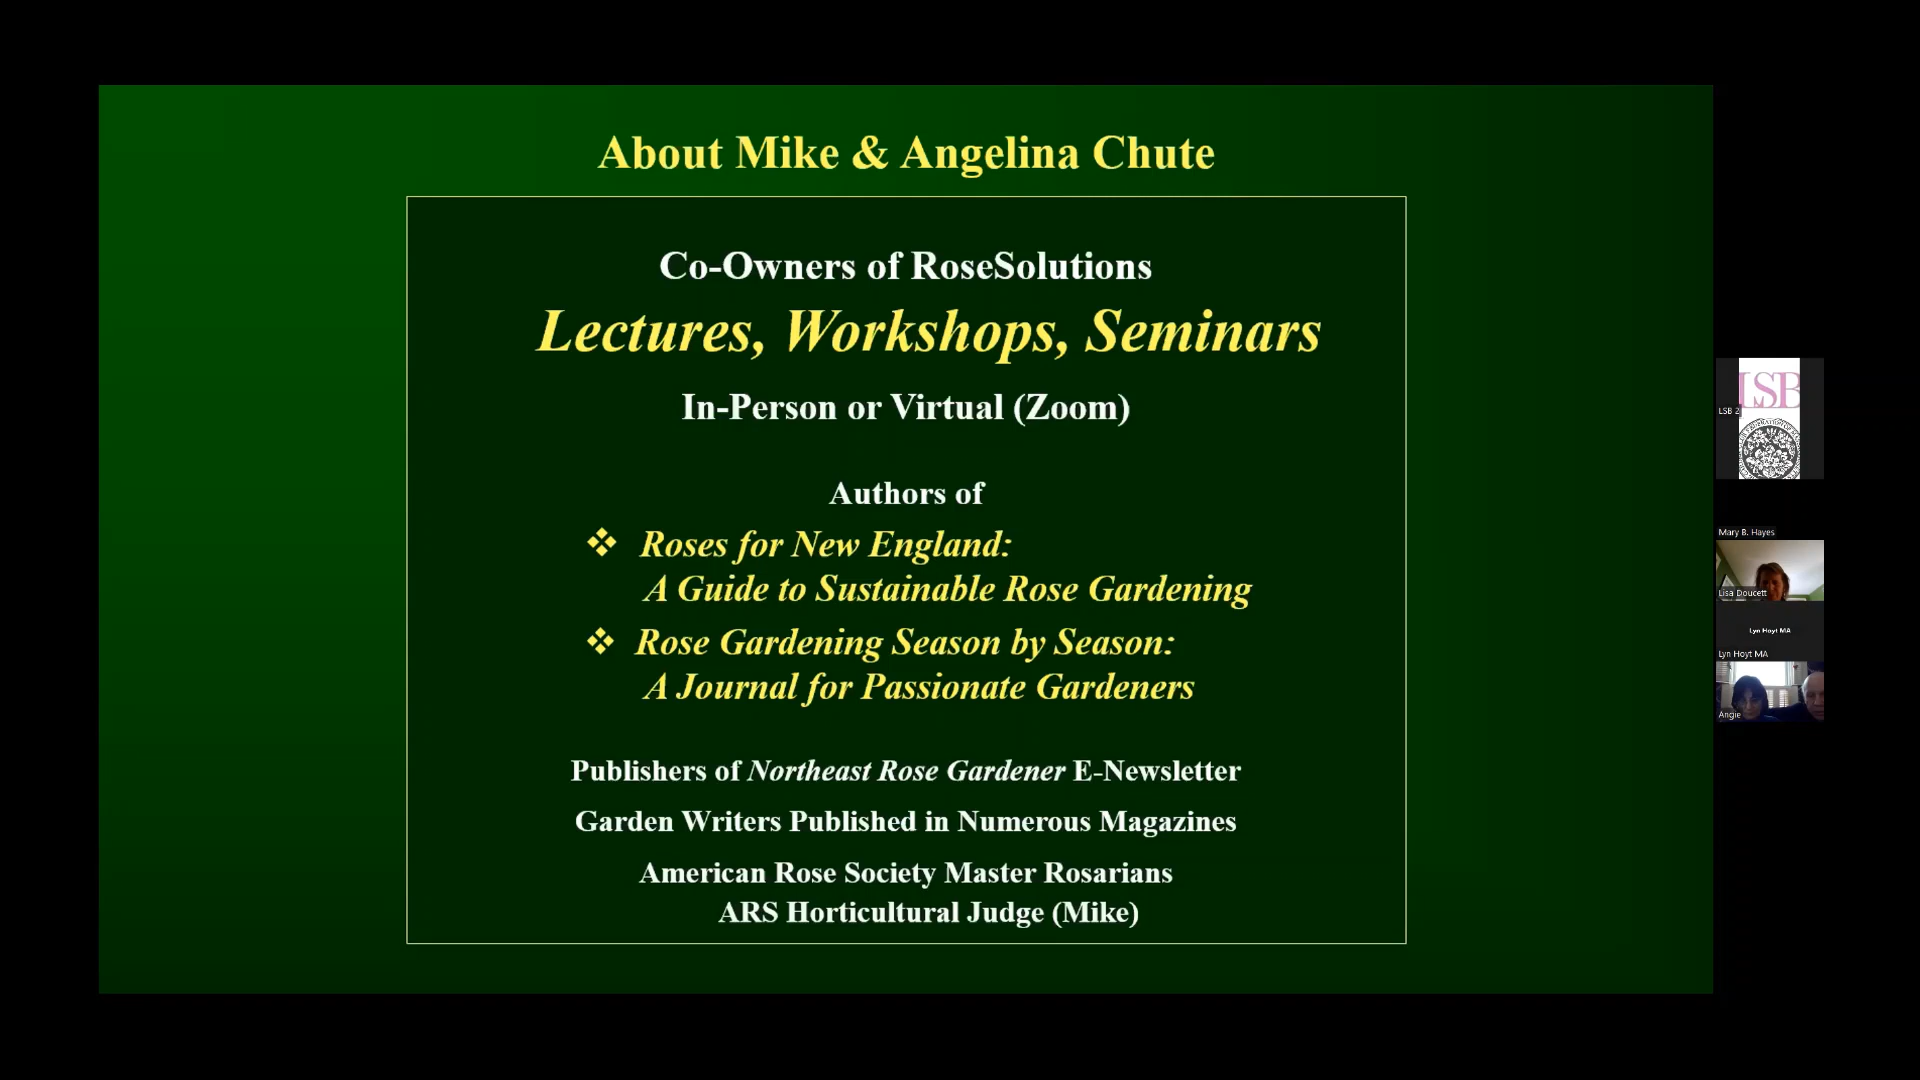 About Mike & Angelina Chute
Co-Owners of RoseSolutions
Lectures, Workshops, Seminars
In-Person or Virtual (Zoom)
Authors of
❖ Roses for New England:
A Guide to Sustainable Rose Gardening
❖ Rose Gardening Season by Season:
A Journal for Passionate Gardeners
Publishers of Northeast Rose Gardener E-Newsletter
Garden Writers Published in Numerous Magazines
American Rose Society Master Rosarians
ARS Horticultural Judge (Mike)
LSB
LSB 2
Mary B. Hayes
Lisa Doucett
Lyn Hoyt MA
Lyn Hoyt MA
Angie